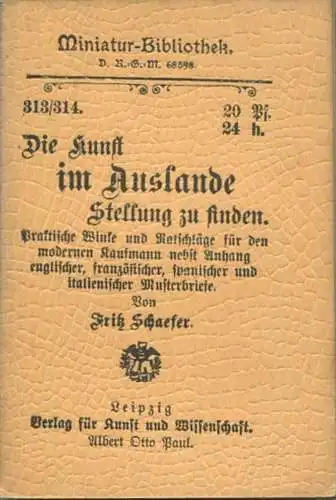 Miniatur-Bibliothek.
D. R.-G.-M. 68598.
313/314. 20 Pf.
24 h.
Die Kunst
im Auslande
Stellung zu finden.
Praktische Winke und Ratschläge für den
modernen Kaufmann nebst Anhang
englischer, französischer, spanischer und
italienischer Musterbriefe.
Von
Fritz Schaefer.
Leipzig
Verlag für Kunst und Wissenschaft.
Albert Otto Paul.